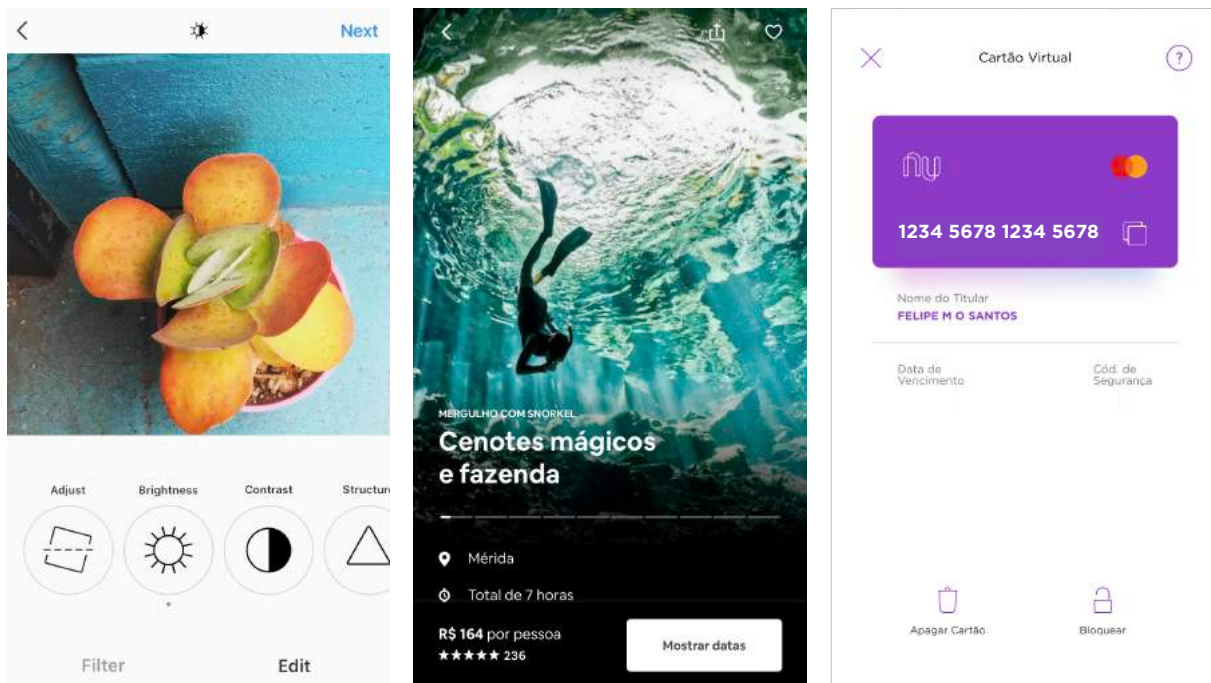 Next
Adjust
Brightness
Contrast
Structur
Filter
Edit
MERGULHO COM SNORKEL
Cenotes mágicos
e fazenda
Mérida
Total de 7 horas
R$ 164 por pessoa
★★★★★ 236
Mostrar datas
Cartão Virtual
?
nu
1234 5678 1234 5678
Nome do Titular
FELIPE M O SANTOS
Data de
Vencimento
Cód. de
Segurança
Apagar Cartão
Bloquear